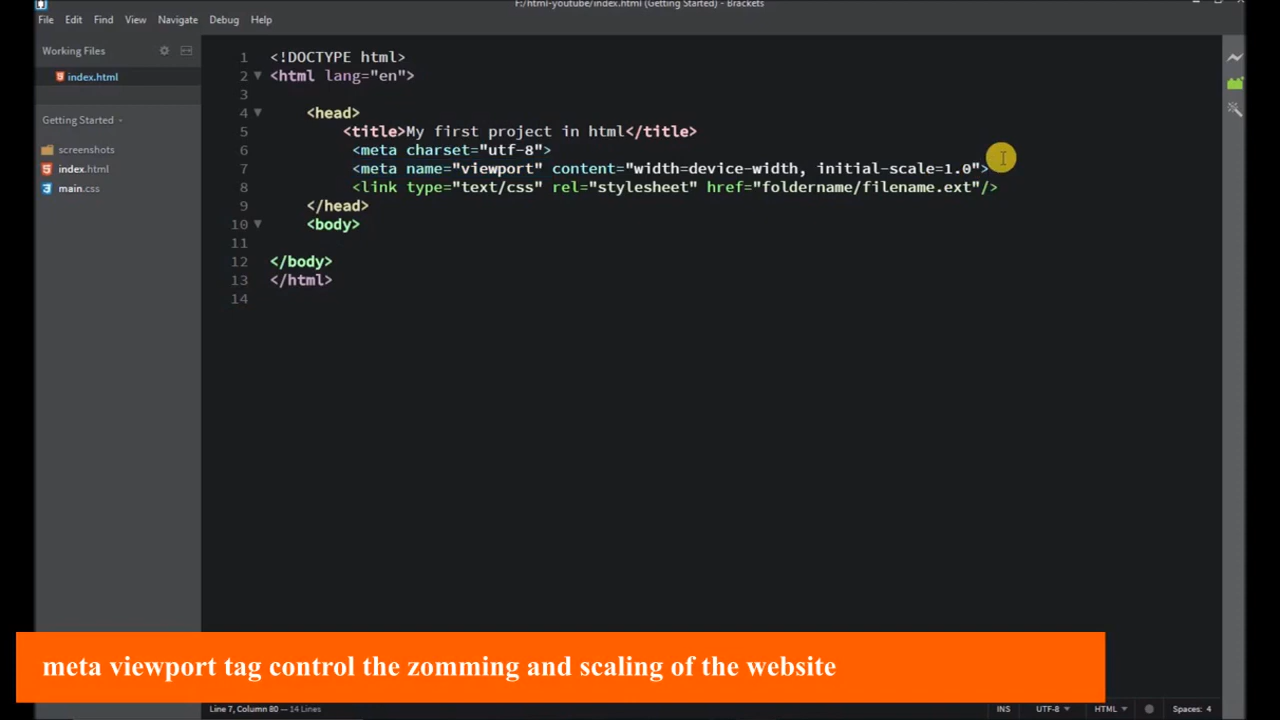 F:/html-youtube/index.html (Getting Started) - Brackets
File Edit Find View Navigate Debug Help
Working Files
index.html
Getting Started
screenshots
index.html
main.css
1 <!DOCTYPE html>
2 <html lang="en">
3
4 <head>
5 <title>My first project in html</title>
6 <meta charset="utf-8">
7 <meta name="viewport" content="width=device-width, initial-scale=1.0">
8 <link type="text/css" rel="stylesheet" href="foldername/filename.ext"/>
9 </head>
10 <body>
11
12 </body>
13 </html>
14
meta viewport tag control the zomming and scaling of the website
Line 7, Column 80 — 14 Lines
INS UTF-8 HTML Spaces: 4